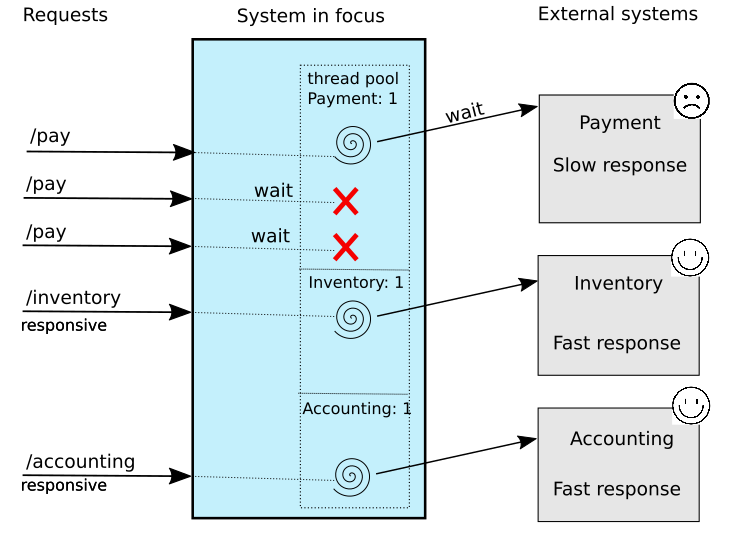 Requests
System in focus
External systems
thread pool
Payment: 1
/pay
wait
Payment
Slow response
/pay
wait
/pay
wait
Inventory: 1
/inventory
responsive
Inventory
Fast response
Accounting: 1
/accounting
responsive
Accounting
Fast response